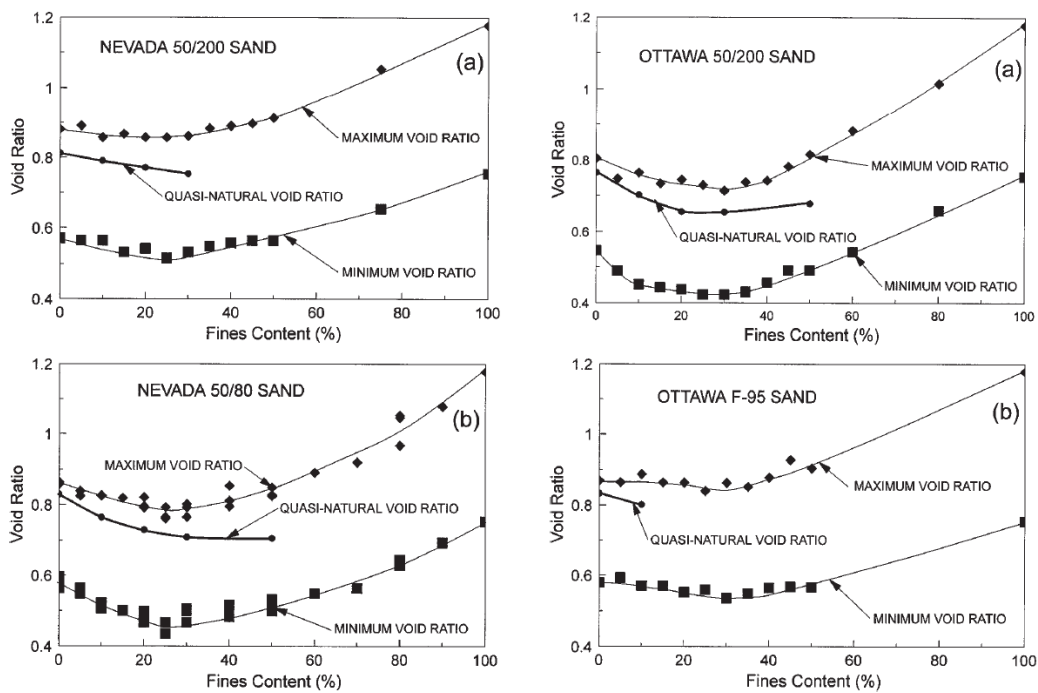 NEVADA 50/200 SAND
(a)
1.2
1
0.8
0.6
0.4
Void Ratio
MAXIMUM VOID RATIO
QUASI-NATURAL VOID RATIO
MINIMUM VOID RATIO
0 20 40 60 80 100
Fines Content (%)
OTTAWA 50/200 SAND
(a)
1.2
1
0.8
0.6
0.4
Void Ratio
MAXIMUM VOID RATIO
QUASI-NATURAL VOID RATIO
MINIMUM VOID RATIO
0 20 40 60 80 100
Fines Content (%)
NEVADA 50/80 SAND
(b)
1.2
1
0.8
0.6
0.4
Void Ratio
MAXIMUM VOID RATIO
QUASI-NATURAL VOID RATIO
MINIMUM VOID RATIO
0 20 40 60 80 100
Fines Content (%)
OTTAWA F-95 SAND
(b)
1.2
1
0.8
0.6
0.4
Void Ratio
MAXIMUM VOID RATIO
QUASI-NATURAL VOID RATIO
MINIMUM VOID RATIO
0 20 40 60 80 100
Fines Content (%)